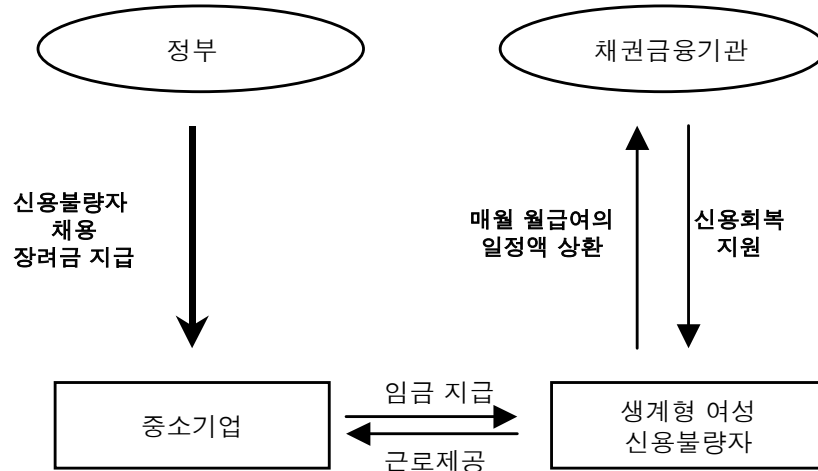 정부
채권금융기관
신용불량자
채용
장려금 지급
매월 월급여의
일정액 상환
신용회복
지원
중소기업
임금 지급
근로제공
생계형 여성
신용불량자